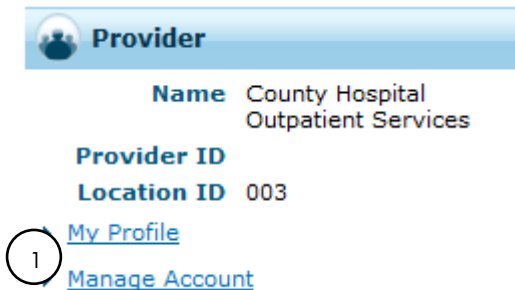 Provider
Name County Hospital
Outpatient Services
Provider ID
Location ID 003
My Profile
1
Manage Account